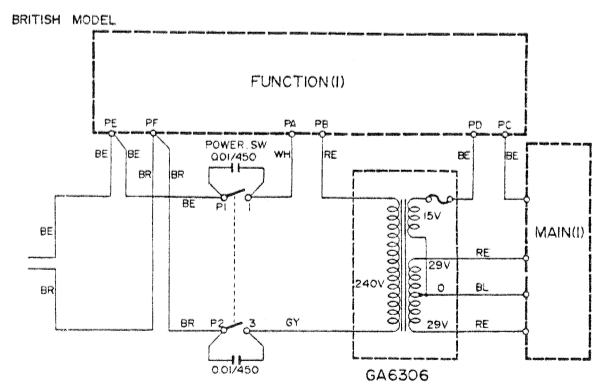 BRITISH MODEL
FUNCTION(1)
PE PF PA PB PD PC
BE BE BR BR
POWER SW
0.01/450
WH RE BE BE
BE P1 1
15V
MAIN(1)
BE
BR
240V
29V RE
0 BL
29V RE
BR P2 3 GY
0.01/450
GA6306